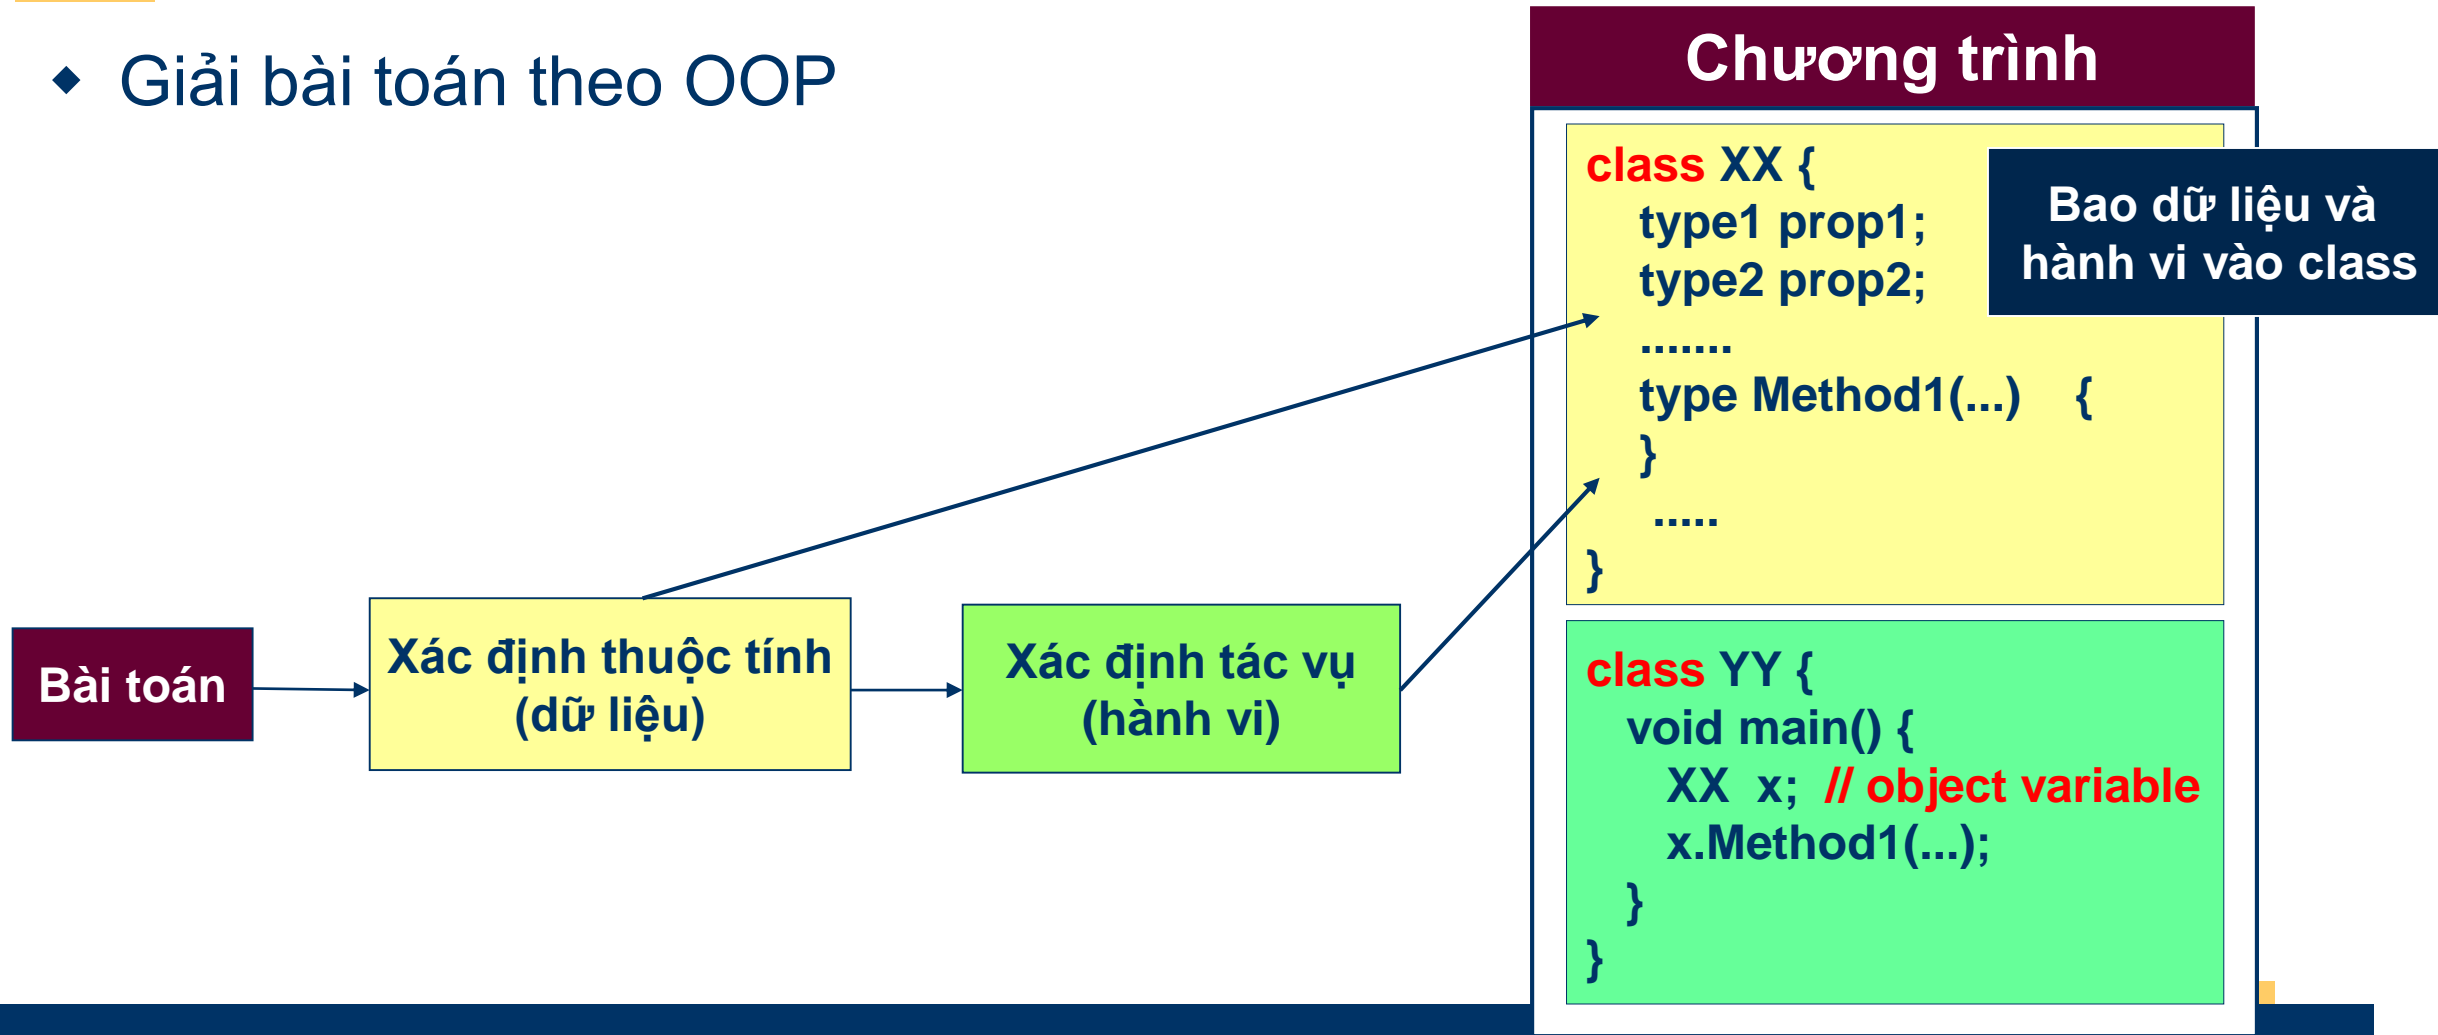 Giải bài toán theo OOP
Chương trình
class XX {
type1 prop1;
type2 prop2;
.......
type Method1(...) {
}
.....
}
Bao dữ liệu và
hành vi vào class
Bài toán
Xác định thuộc tính
(dữ liệu)
Xác định tác vụ
(hành vi)
class YY {
void main() {
XX x; // object variable
x.Method1(...);
}
}